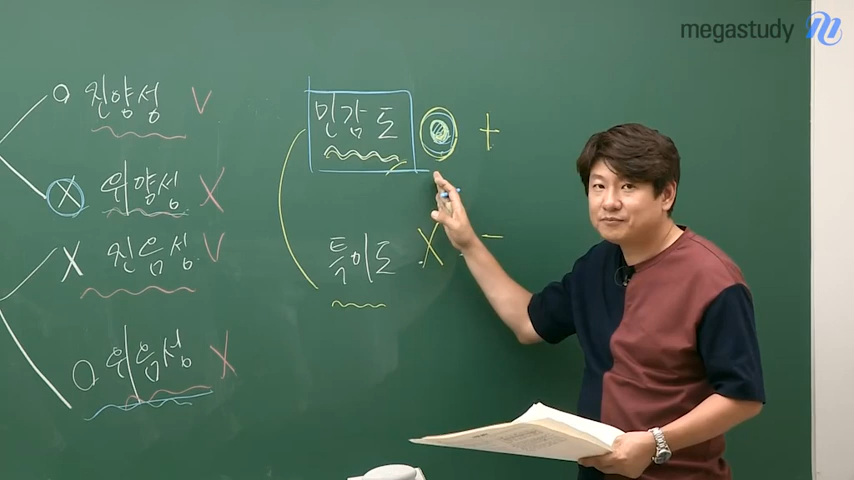 megastudy
O 진양성 V
X 위양성 X
X 진음성 V
O 위음성 X
민감도 +
특이도 X -